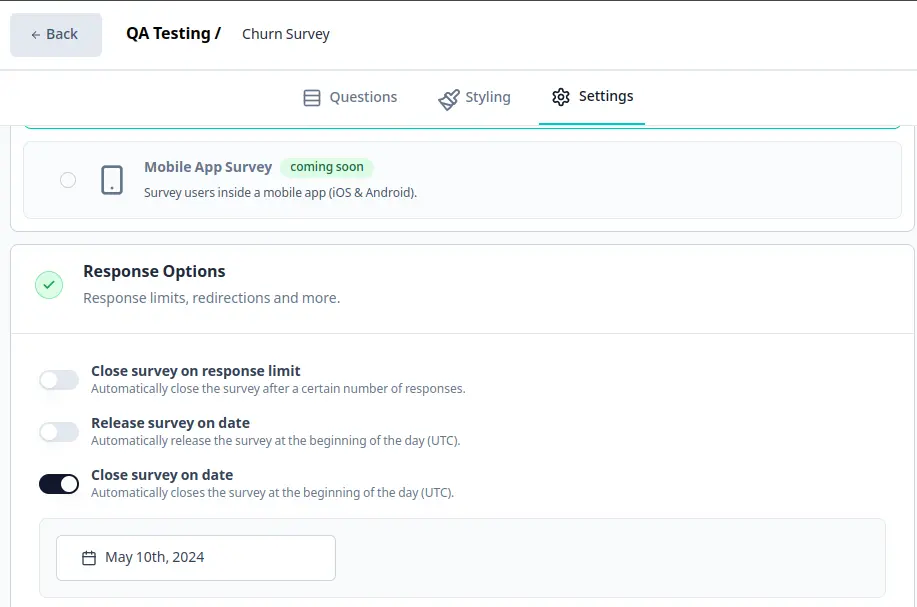 ← Back
QA Testing / Churn Survey
Questions
Styling
Settings
Mobile App Survey coming soon
Survey users inside a mobile app (iOS & Android).
Response Options
Response limits, redirections and more.
Close survey on response limit
Automatically close the survey after a certain number of responses.
Release survey on date
Automatically release the survey at the beginning of the day (UTC).
Close survey on date
Automatically closes the survey at the beginning of the day (UTC).
May 10th, 2024